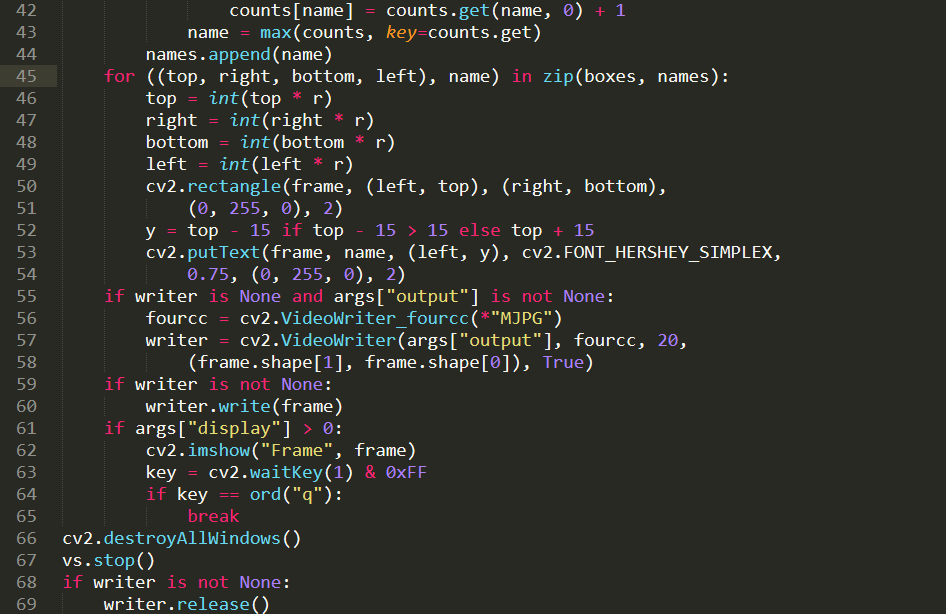 42 counts[name] = counts.get(name, 0) + 1
43 name = max(counts, key=counts.get)
44 names.append(name)
45 for ((top, right, bottom, left), name) in zip(boxes, names):
46 top = int(top * r)
47 right = int(right * r)
48 bottom = int(bottom * r)
49 left = int(left * r)
50 cv2.rectangle(frame, (left, top), (right, bottom),
51 (0, 255, 0), 2)
52 y = top - 15 if top - 15 > 15 else top + 15
53 cv2.putText(frame, name, (left, y), cv2.FONT_HERSHEY_SIMPLEX,
54 0.75, (0, 255, 0), 2)
55 if writer is None and args["output"] is not None:
56 fourcc = cv2.VideoWriter_fourcc(*"MJPG")
57 writer = cv2.VideoWriter(args["output"], fourcc, 20,
58 (frame.shape[1], frame.shape[0]), True)
59 if writer is not None:
60 writer.write(frame)
61 if args["display"] > 0:
62 cv2.imshow("Frame", frame)
63 key = cv2.waitKey(1) & 0xFF
64 if key == ord("q"):
65 break
66 cv2.destroyAllWindows()
67 vs.stop()
68 if writer is not None:
69 writer.release()